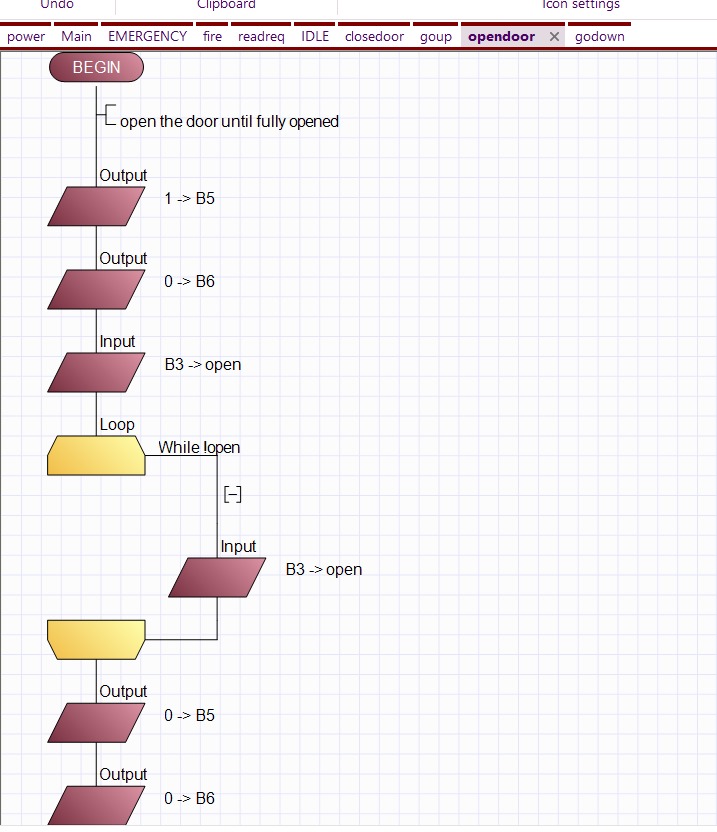 Undo Clipboard Icon settings
power Main EMERGENCY fire readreq IDLE closedoor goup opendoor × godown
BEGIN
open the door until fully opened
Output
1 -> B5
Output
0 -> B6
Input
B3 -> open
Loop
While !open
[−]
Input
B3 -> open
Output
0 -> B5
Output
0 -> B6